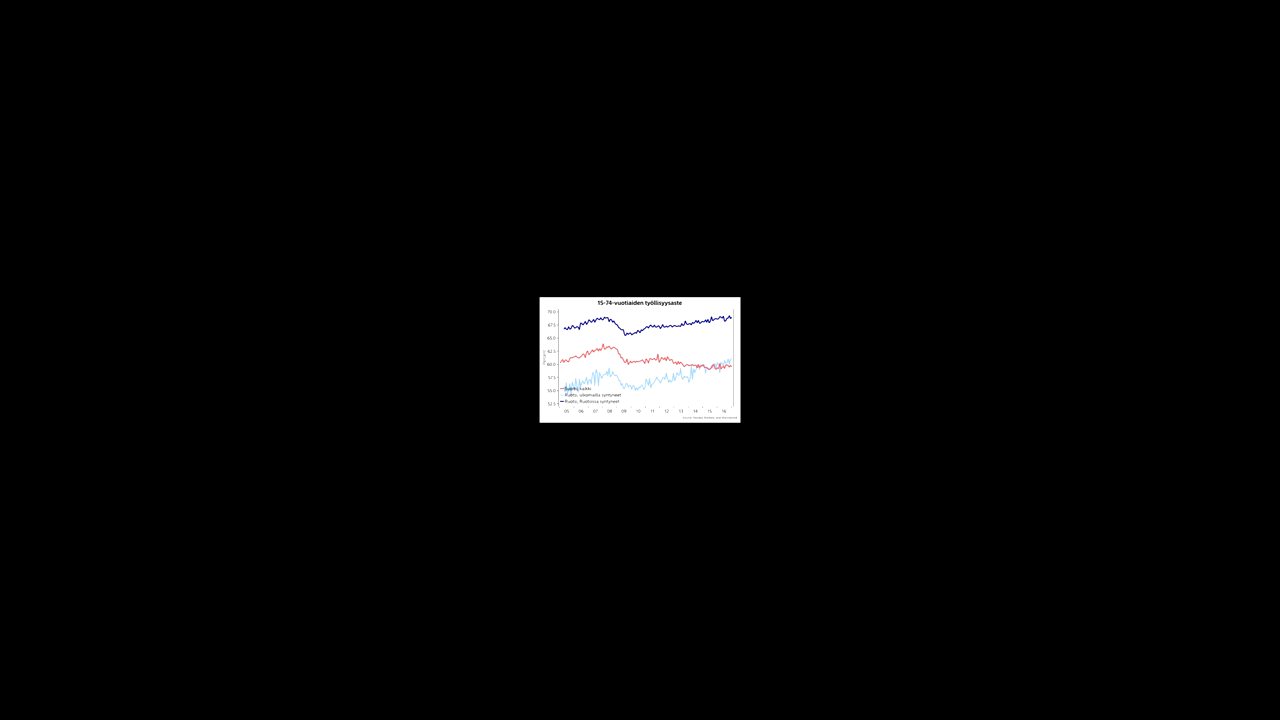 15-74-vuotiaiden työllisyysaste
70.0
67.5
65.0
62.5
60.0
57.5
55.0
52.5
Suomi, kaikki
Ruotsi, ulkomailla syntyneet
Ruotsi, Ruotsissa syntyneet
05 06 07 08 09 10 11 12 13 14 15 16